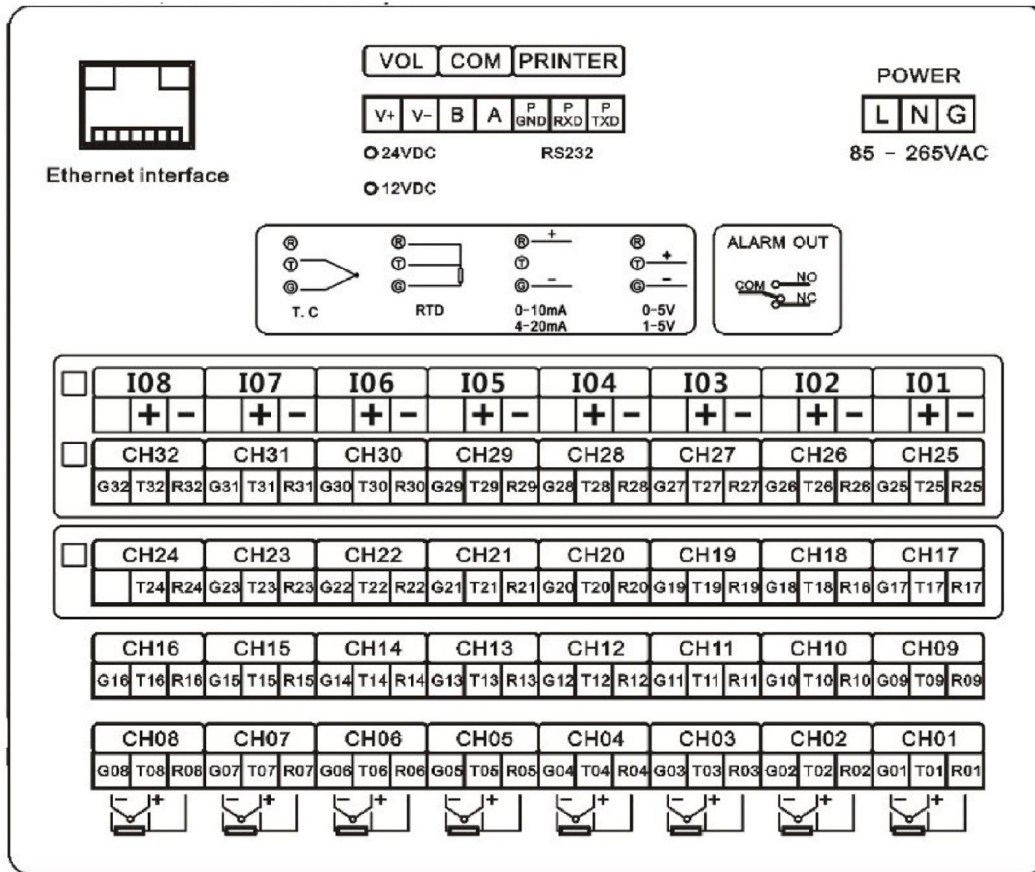 VOL COM PRINTER
V+ V- B A P GND P RXD P TXD
24VDC RS232
12VDC
Ethernet interface
POWER
L N G
85 - 265VAC
R R R + R
T T T T +
G G G - G -
T.C RTD 0-10mA 0-5V
4-20mA 1-5V
ALARM OUT
COM NO
NC
I08 I07 I06 I05 I04 I03 I02 I01
+ - + - + - + - + - + - + - + -
CH32 CH31 CH30 CH29 CH28 CH27 CH26 CH25
G32 T32 R32 G31 T31 R31 G30 T30 R30 G29 T29 R29 G28 T28 R28 G27 T27 R27 G26 T26 R26 G25 T25 R25
CH24 CH23 CH22 CH21 CH20 CH19 CH18 CH17
T24 R24 G23 T23 R23 G22 T22 R22 G21 T21 R21 G20 T20 R20 G19 T19 R19 G18 T18 R18 G17 T17 R17
CH16 CH15 CH14 CH13 CH12 CH11 CH10 CH09
G16 T16 R16 G15 T15 R15 G14 T14 R14 G13 T13 R13 G12 T12 R12 G11 T11 R11 G10 T10 R10 G09 T09 R09
CH08 CH07 CH06 CH05 CH04 CH03 CH02 CH01
G08 T08 R08 G07 T07 R07 G06 T06 R06 G05 T05 R05 G04 T04 R04 G03 T03 R03 G02 T02 R02 G01 T01 R01
- + - + - + - + - + - + - + - +